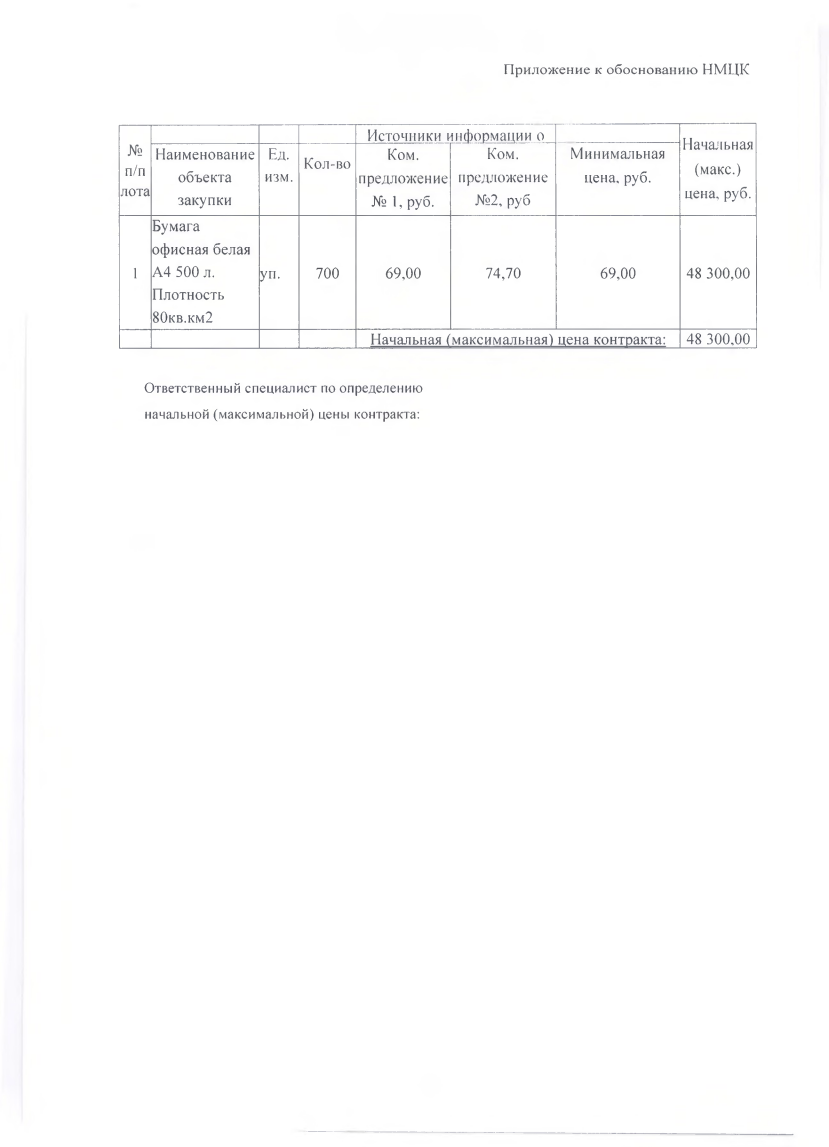 Приложение к обоснованию НМЦК
Источники информации о
№
п/п
лота
Наименование
объекта
закупки
Ед.
изм.
Кол-во
Ком.
предложение
№ 1, руб.
Ком.
предложение
№2, руб
Минимальная
цена, руб.
Начальная
(макс.)
цена, руб.
1
Бумага
офисная белая
А4 500 л.
Плотность
80кв.км2
уп.
700
69,00
74,70
69,00
48 300,00
Начальная (максимальная) цена контракта:
48 300,00
Ответственный специалист по определению
начальной (максимальной) цены контракта: